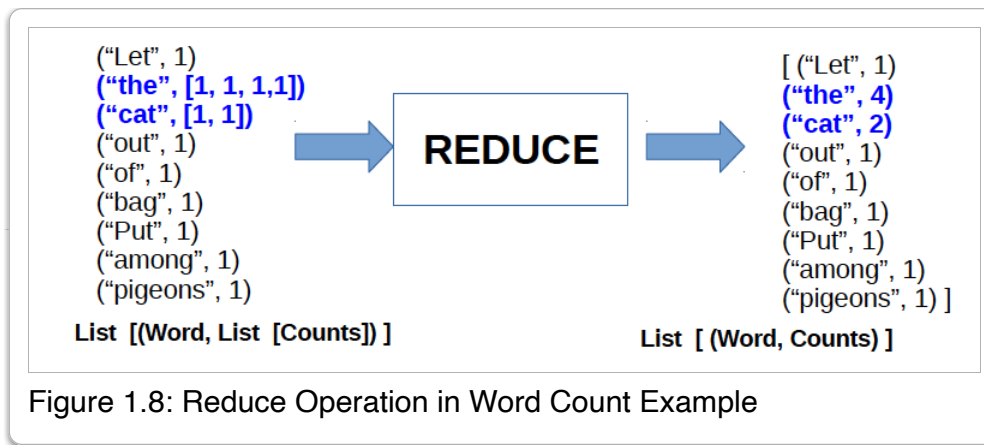 (“Let”, 1)
(“the”, [1, 1, 1,1])
(“cat”, [1, 1])
(“out”, 1)
(“of”, 1)
(“bag”, 1)
(“Put”, 1)
(“among”, 1)
(“pigeons”, 1)
List [(Word, List [Counts]) ]
REDUCE
[ (“Let”, 1)
(“the”, 4)
(“cat”, 2)
(“out”, 1)
(“of”, 1)
(“bag”, 1)
(“Put”, 1)
(“among”, 1)
(“pigeons”, 1) ]
List [ (Word, Counts) ]
Figure 1.8: Reduce Operation in Word Count Example